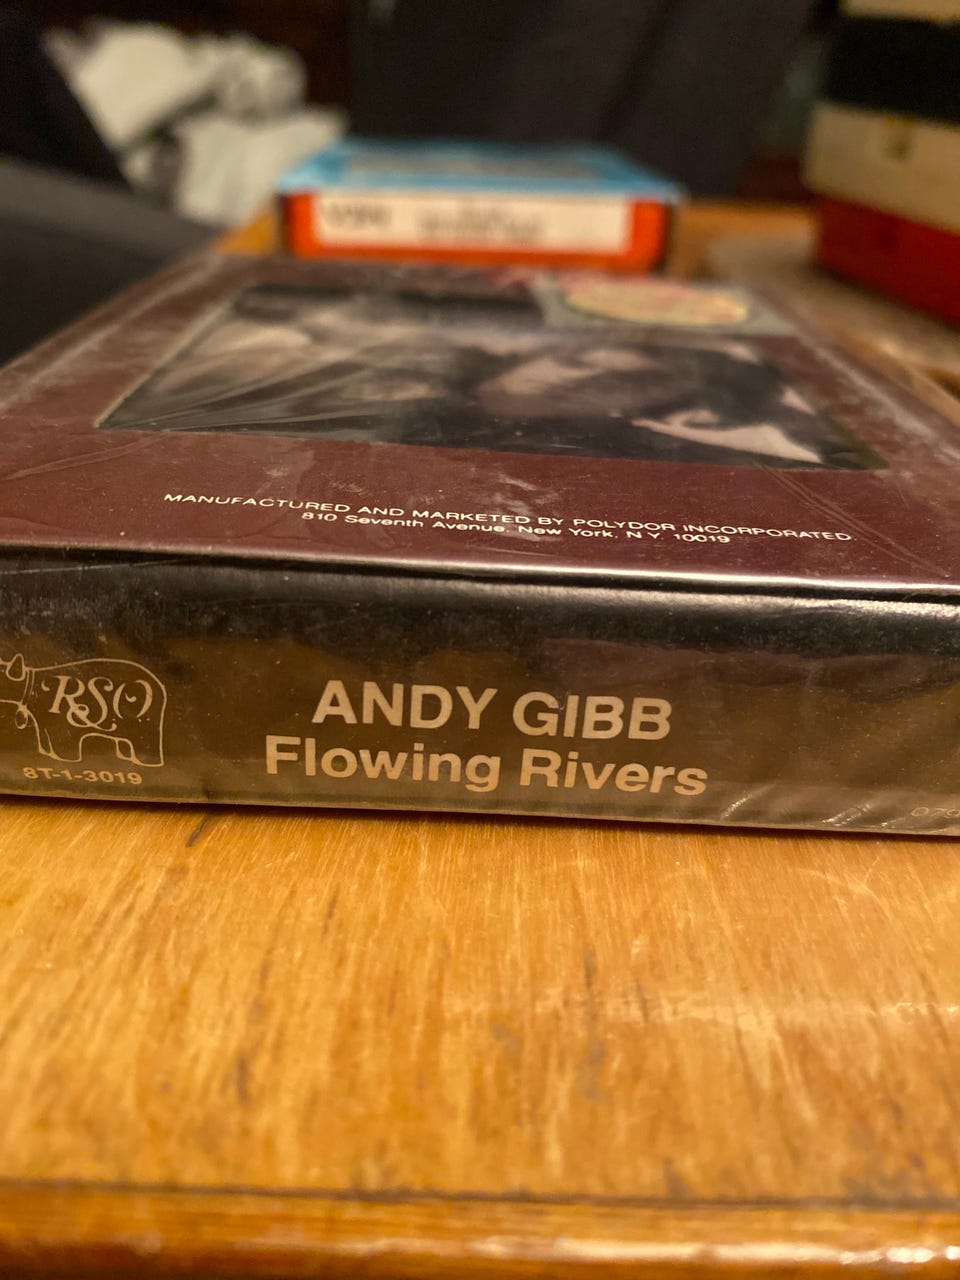 MANUFACTURED AND MARKETED BY POLYDOR INCORPORATED
810 Seventh Avenue, New York, N.Y. 10019
RSO
8T-1-3019
ANDY GIBB
Flowing Rivers